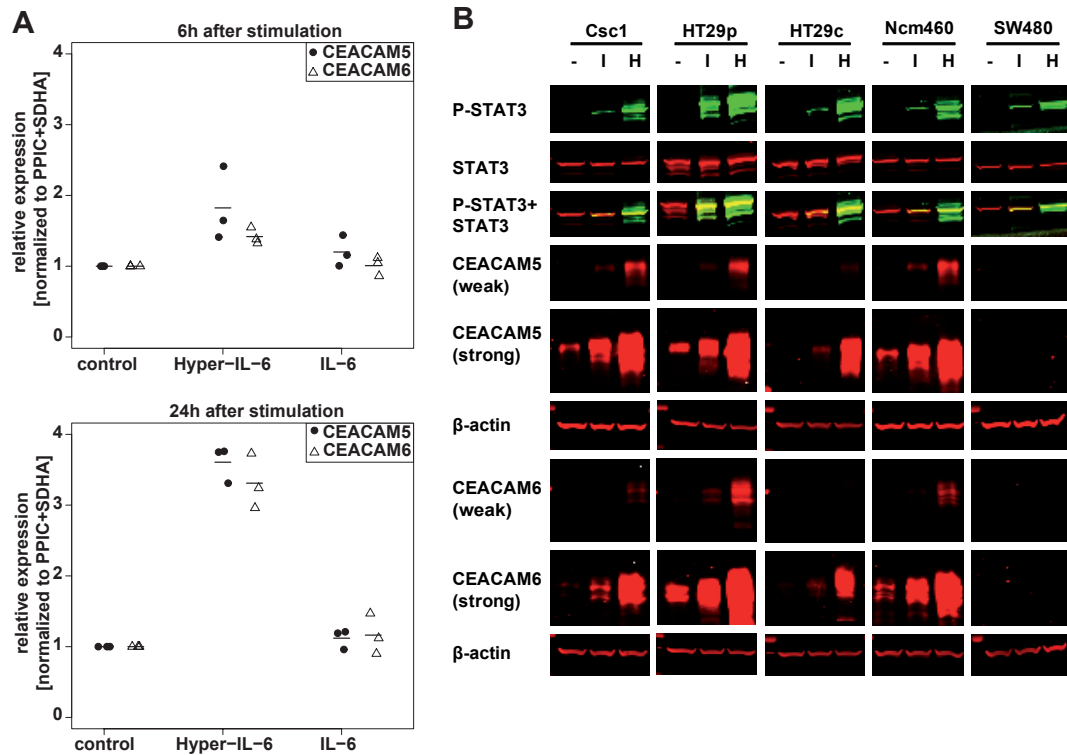 A
6h after stimulation
CEACAM5
CEACAM6
relative expression
[normalized to PPIC+SDHA]
4
3
2
1
0
control
Hyper−IL−6
IL−6
24h after stimulation
CEACAM5
CEACAM6
relative expression
[normalized to PPIC+SDHA]
4
3
2
1
0
control
Hyper−IL−6
IL−6
B
Csc1 HT29p HT29c Ncm460 SW480
- I H - I H - I H - I H - I H
P-STAT3
STAT3
P-STAT3+
STAT3
CEACAM5
(weak)
CEACAM5
(strong)
β-actin
CEACAM6
(weak)
CEACAM6
(strong)
β-actin